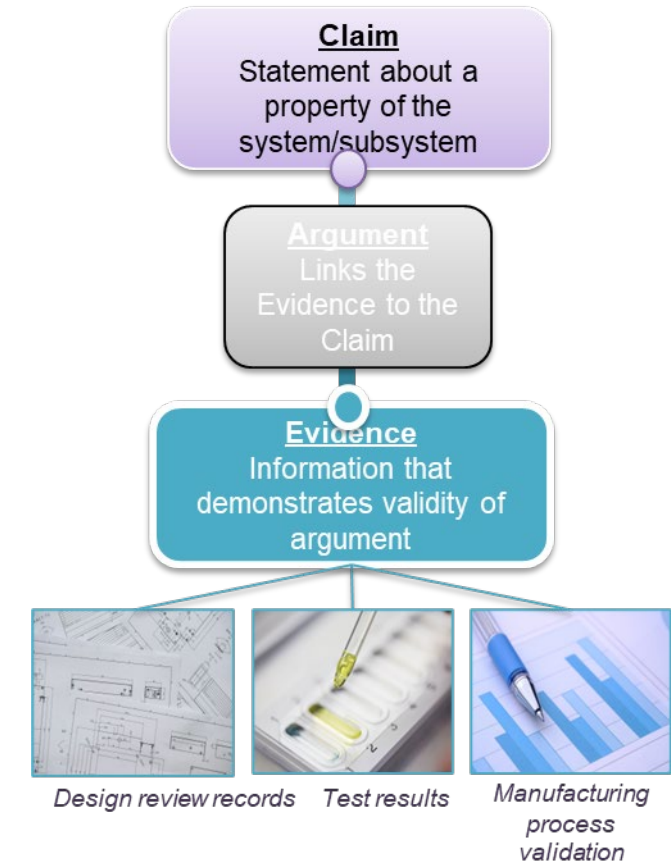 Claim
Statement about a
property of the
system/subsystem
Argument
Links the
Evidence to the
Claim
Evidence
Information that
demonstrates validity of
argument
Design review records
Test results
Manufacturing
process
validation